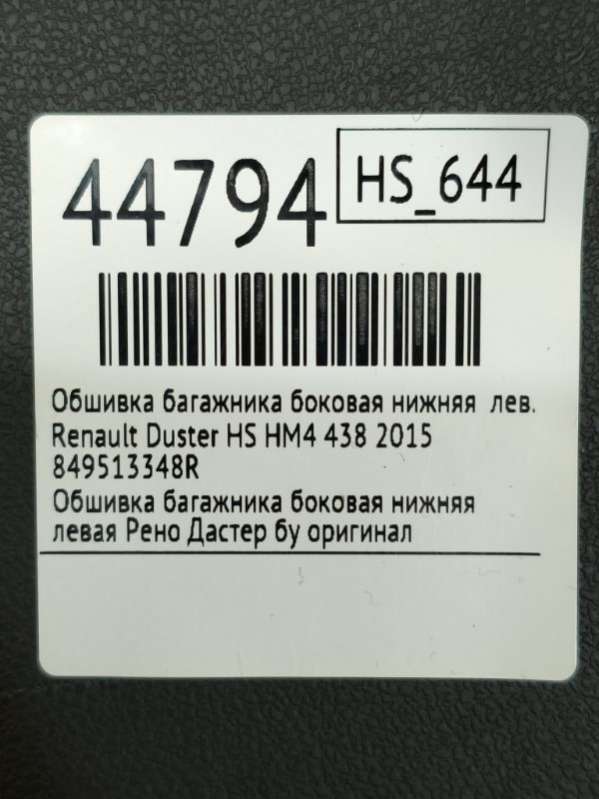 44794
HS_644
Обшивка багажника боковая нижняя лев.
Renault Duster HS HM4 438 2015
849513348R
Обшивка багажника боковая нижняя
левая Рено Дастер бу оригинал